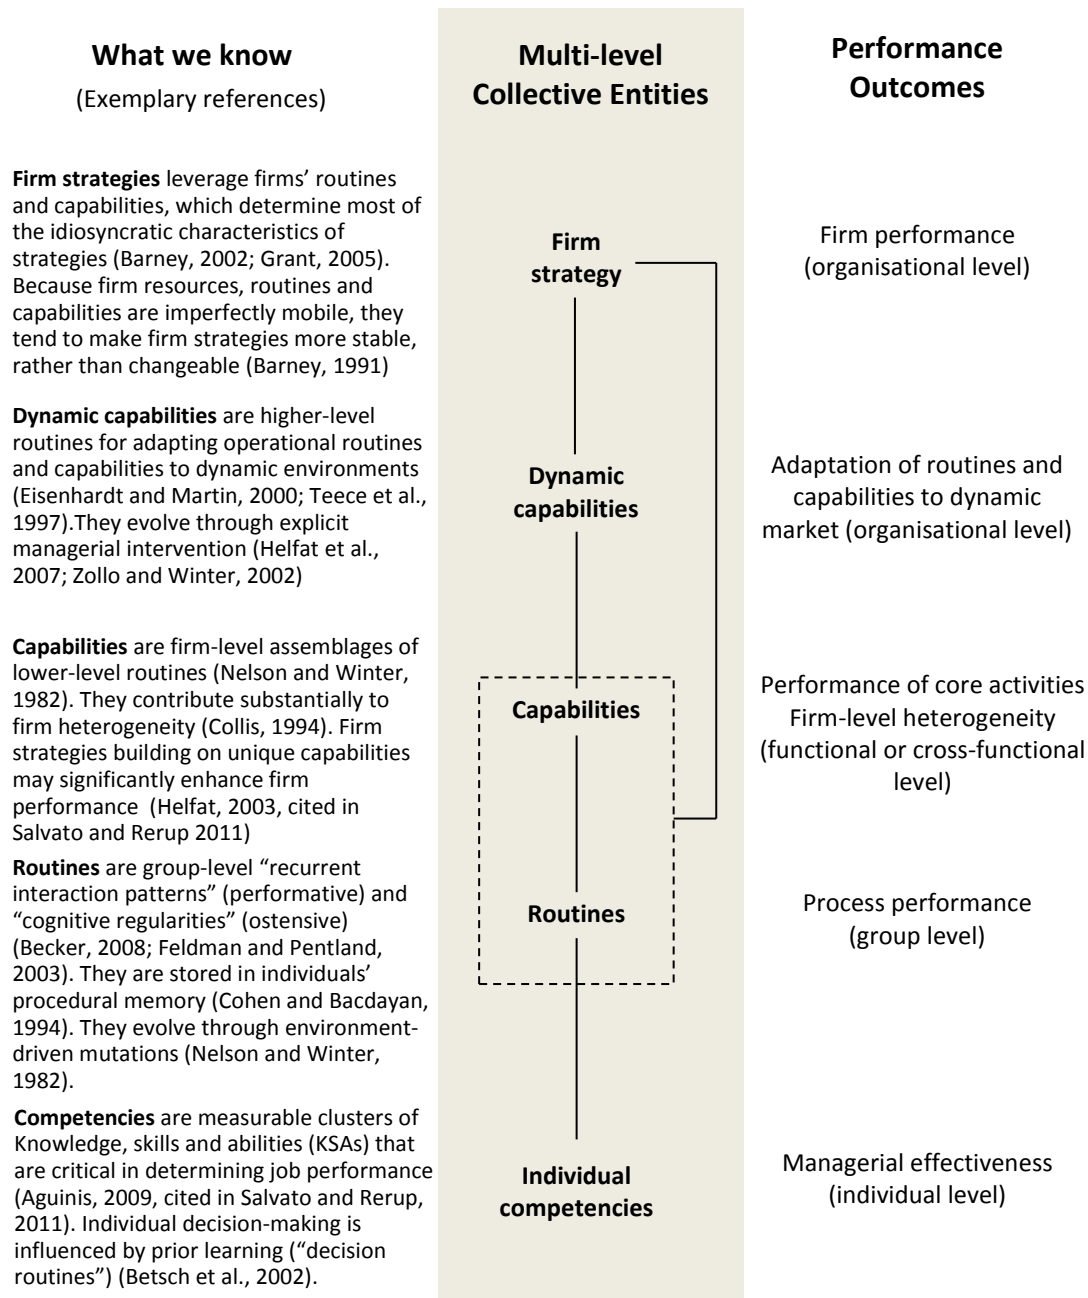 What we know
(Exemplary references)
Firm strategies leverage firms’ routines
and capabilities, which determine most of
the idiosyncratic characteristics of
strategies (Barney, 2002; Grant, 2005).
Because firm resources, routines and
capabilities are imperfectly mobile, they
tend to make firm strategies more stable,
rather than changeable (Barney, 1991)
Dynamic capabilities are higher-level
routines for adapting operational routines
and capabilities to dynamic environments
(Eisenhardt and Martin, 2000; Teece et al.,
1997).They evolve through explicit
managerial intervention (Helfat et al.,
2007; Zollo and Winter, 2002)
Capabilities are firm-level assemblages of
lower-level routines (Nelson and Winter,
1982). They contribute substantially to
firm heterogeneity (Collis, 1994). Firm
strategies building on unique capabilities
may significantly enhance firm
performance  (Helfat, 2003, cited in
Salvato and Rerup 2011)
Routines are group-level “recurrent
interaction patterns” (performative) and
“cognitive regularities” (ostensive)
(Becker, 2008; Feldman and Pentland,
2003). They are stored in individuals’
procedural memory (Cohen and Bacdayan,
1994). They evolve through environment-
driven mutations (Nelson and Winter,
1982).
Competencies are measurable clusters of
Knowledge, skills and abilities (KSAs) that
are critical in determining job performance
(Aguinis, 2009, cited in Salvato and Rerup,
2011). Individual decision-making is
influenced by prior learning (“decision
routines”) (Betsch et al., 2002).
Multi-level
Collective Entities
Firm
strategy
Dynamic
capabilities
Capabilities
Routines
Individual
competencies
Performance
Outcomes
Firm performance
(organisational level)
Adaptation of routines and
capabilities to dynamic
market (organisational level)
Performance of core activities
Firm-level heterogeneity
(functional or cross-functional
level)
Process performance
(group level)
Managerial effectiveness
(individual level)